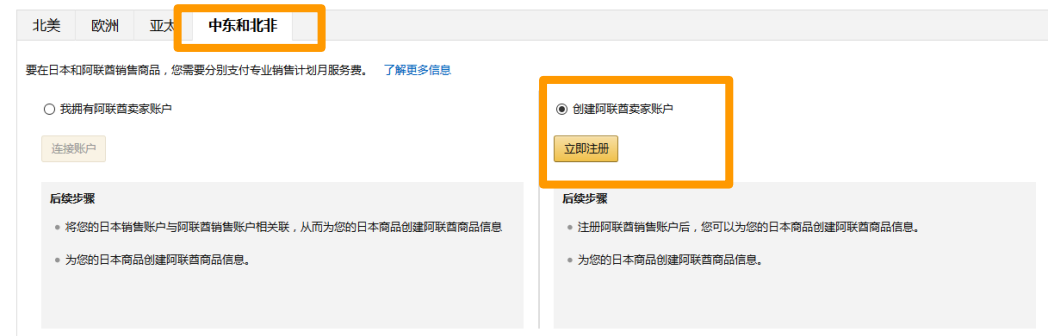 北美 欧洲 亚太 中东和北非
要在日本和阿联酋销售商品，您需要分别支付专业销售计划月服务费。 了解更多信息
我拥有阿联酋卖家账户
连接账户
后续步骤
将您的日本销售账户与阿联酋销售账户相关联，从而为您的日本商品创建阿联酋商品信息
为您的日本商品创建阿联酋商品信息。
创建阿联酋卖家账户
立即注册
后续步骤
注册阿联酋销售账户后，您可以为您的日本商品创建阿联酋商品信息。
为您的日本商品创建阿联酋商品信息。